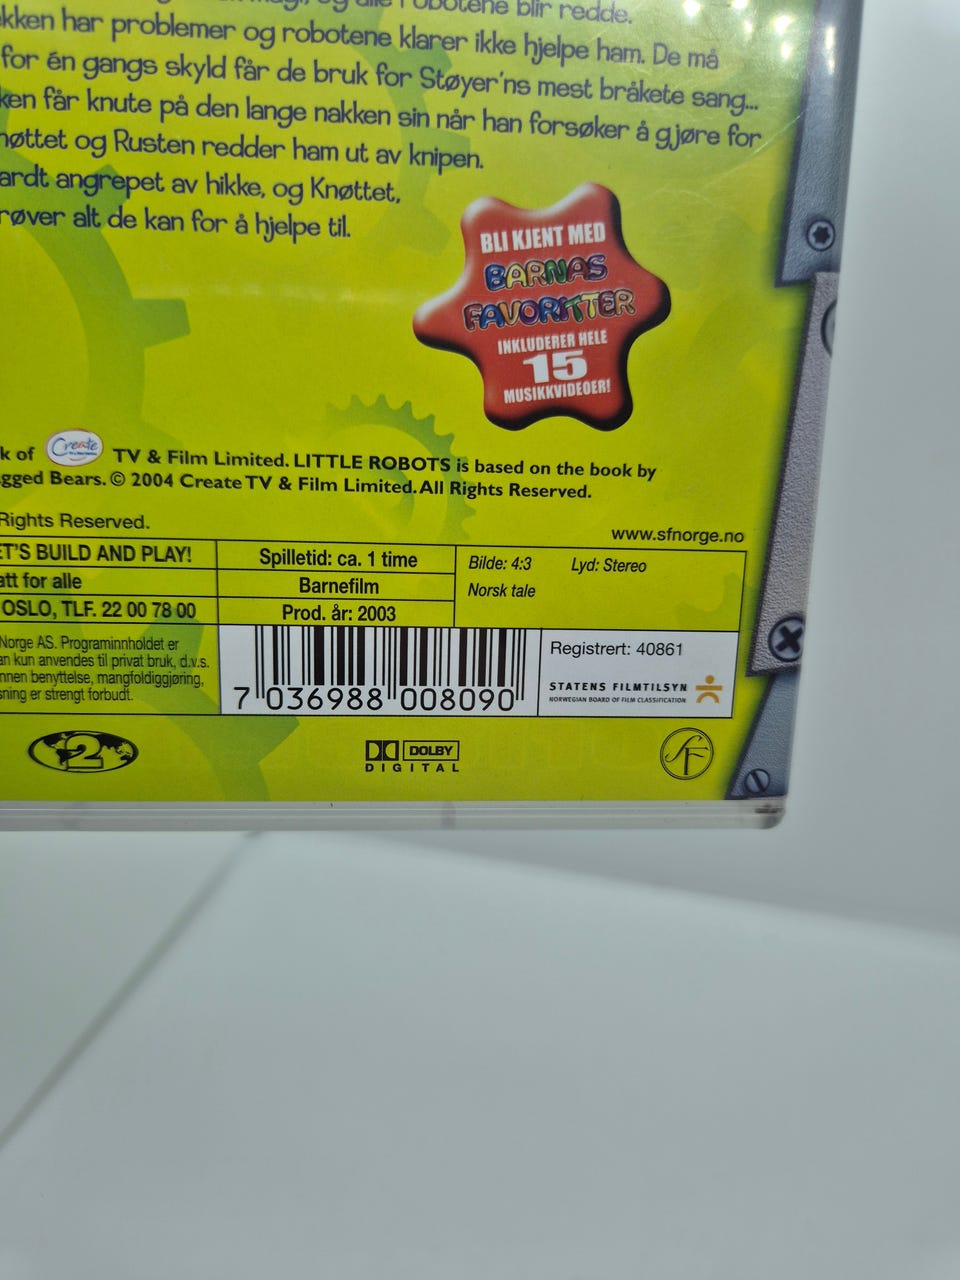 og alle robotene blir redde.
kken har problemer og robotene klarer ikke hjelpe ham. De må
for én gangs skyld får de bruk for Støyer'ns mest bråkete sang...
ken får knute på den lange nakken sin når han forsøker å gjøre for
nøttet og Rusten redder ham ut av knipen.
ardt angrepet av hikke, og Knøttet,
røver alt de kan for å hjelpe til.
BLI KJENT MED
BARNAS
FAVORITTER
INKLUDERER HELE
15
MUSIKKVIDEOER!
k of Create TV & Film Limited. LITTLE ROBOTS is based on the book by
gged Bears. © 2004 Create TV & Film Limited. All Rights Reserved.
Rights Reserved.
www.sfnorge.no
ET'S BUILD AND PLAY!
att for alle
OSLO, TLF. 22 00 78 00
Spilletid: ca. 1 time
Barnefilm
Prod. år: 2003
Bilde: 4:3 Lyd: Stereo
Norsk tale
Norge AS. Programinnholdet er
an kun anvendes til privat bruk, d.v.s.
nnen benyttelse, mangfoldiggjøring,
sning er strengt forbudt.
7 036988 008090
Registrert: 40861
STATENS FILMTILSYN
NORWEGIAN BOARD OF FILM CLASSIFICATION
2
DOLBY
DIGITAL
SF